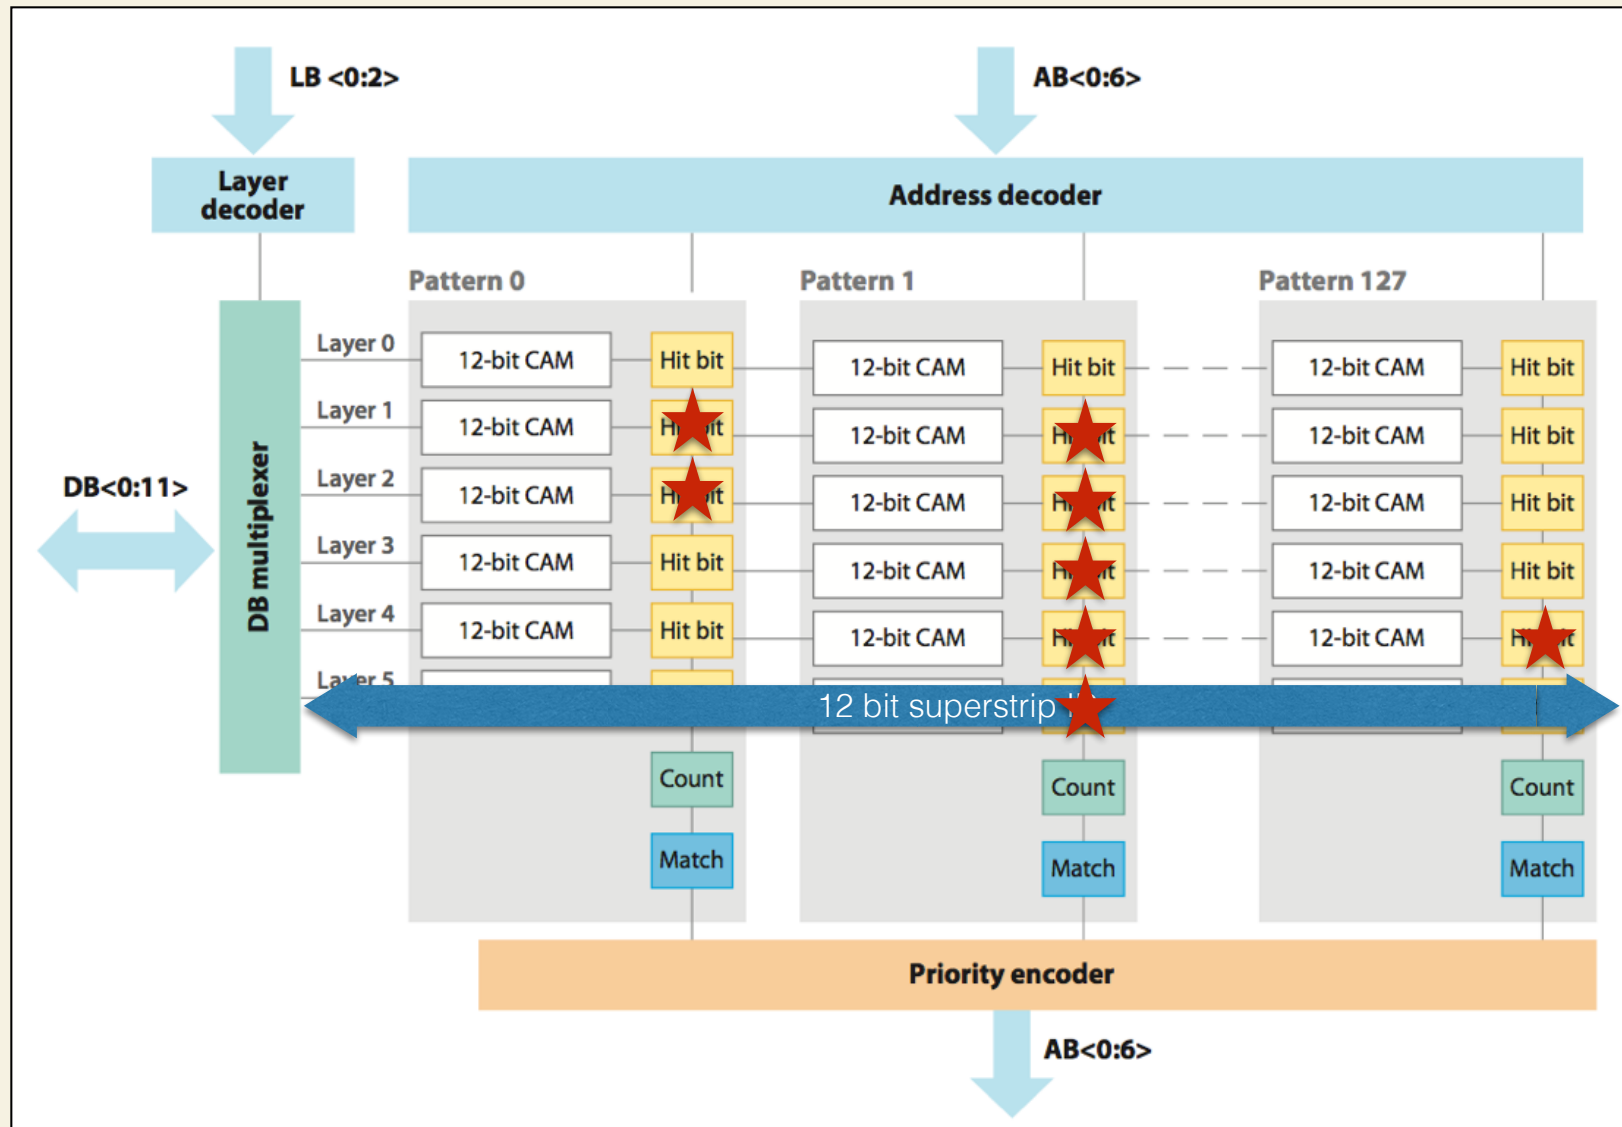 LB <0:2>
AB<0:6>
Layer
decoder
Address decoder
Pattern 0
Pattern 1
Pattern 127
Layer 0
12-bit CAM
Hit bit
12-bit CAM
Hit bit
12-bit CAM
Hit bit
Layer 1
12-bit CAM
12-bit CAM
12-bit CAM
Hit bit
Layer 2
12-bit CAM
12-bit CAM
12-bit CAM
Hit bit
DB<0:11>
DB multiplexer
Layer 3
12-bit CAM
Hit bit
12-bit CAM
12-bit CAM
Hit bit
Layer 4
12-bit CAM
Hit bit
12-bit CAM
12-bit CAM
Layer 5
12 bit superstrip
Count
Count
Count
Match
Match
Match
Priority encoder
AB<0:6>